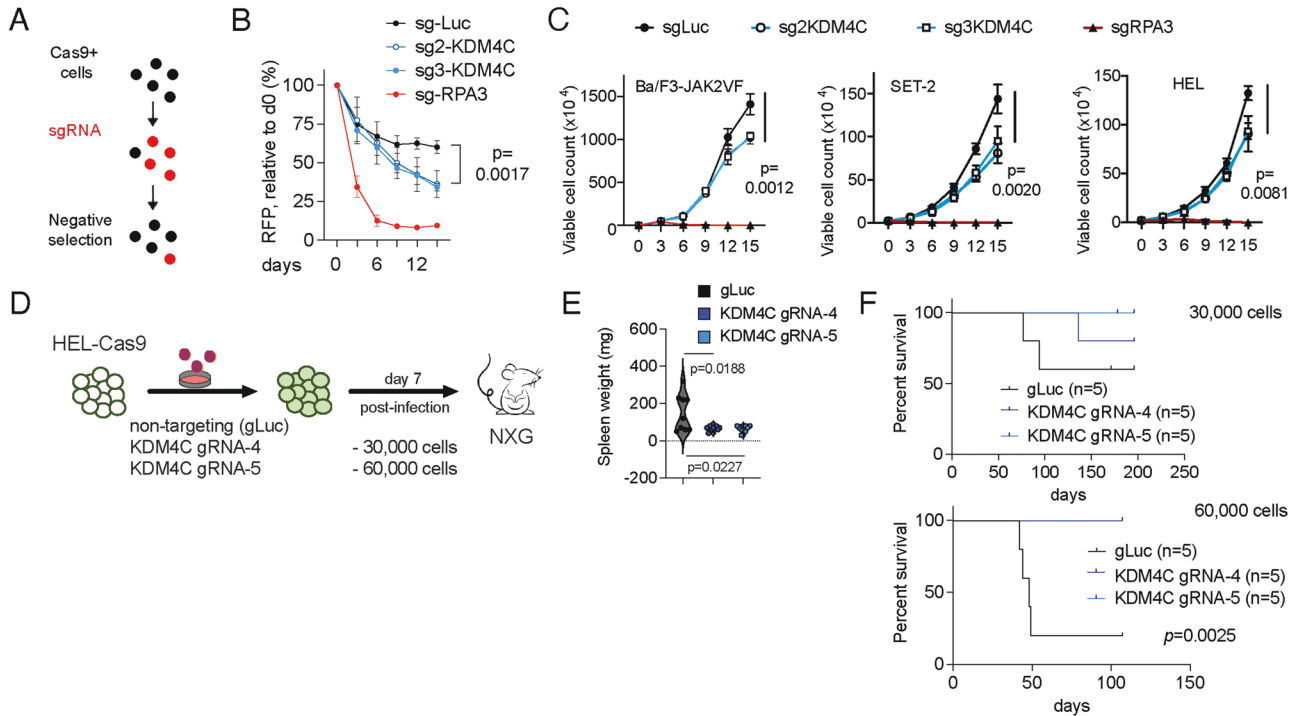 A
Cas9+
cells
sgRNA
Negative
selection
B
sg-Luc
sg2-KDM4C
sg3-KDM4C
sg-RPA3
RFP, relative to d0 (%)
100
75
50
25
0
p=
0.0017
days 0 6 12
C
sgLuc sg2KDM4C sg3KDM4C sgRPA3
Viable cell count (x10⁴)
Ba/F3-JAK2VF
1500
1000
500
0
p=
0.0012
0 3 6 9 12 15
Viable cell count (x10⁴)
SET-2
200
150
100
50
0
p=
0.0020
0 3 6 9 12 15
Viable cell count (x10⁴)
HEL
150
100
50
0
p=
0.0081
0 3 6 9 12 15
D
HEL-Cas9
non-targeting (gLuc)
KDM4C gRNA-4
KDM4C gRNA-5
day 7
post-infection
- 30,000 cells
- 60,000 cells
NXG
E
gLuc
KDM4C gRNA-4
KDM4C gRNA-5
Spleen weight (mg)
600
400
200
0
-200
p=0.0188
p=0.0227
F
30,000 cells
Percent survival
100
50
0
gLuc (n=5)
KDM4C gRNA-4 (n=5)
KDM4C gRNA-5 (n=5)
0 50 100 150 200 250
days
60,000 cells
Percent survival
100
50
0
gLuc (n=5)
KDM4C gRNA-4 (n=5)
KDM4C gRNA-5 (n=5)
p=0.0025
0 50 100 150
days